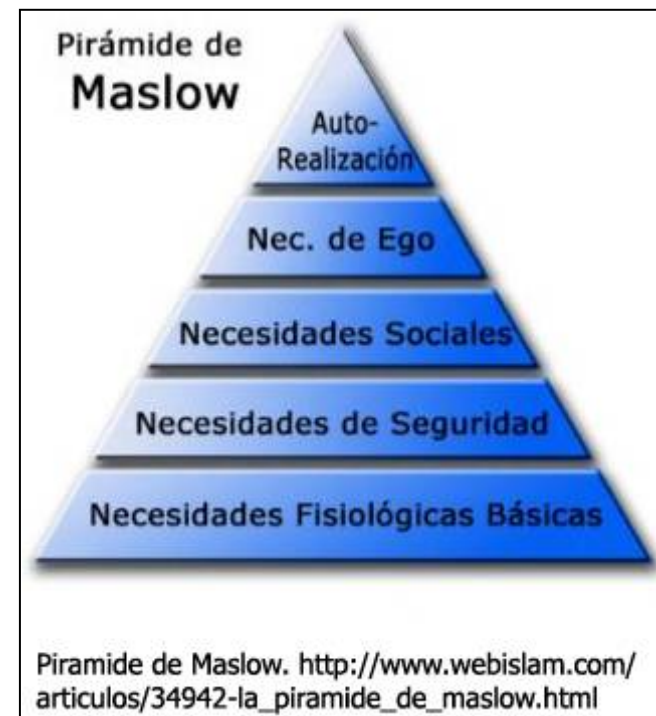 Pirámide de
Maslow
Auto-
Realización
Nec. de Ego
Necesidades Sociales
Necesidades de Seguridad
Necesidades Fisiológicas Básicas
Piramide de Maslow. http://www.webislam.com/
articulos/34942-la_piramide_de_maslow.html